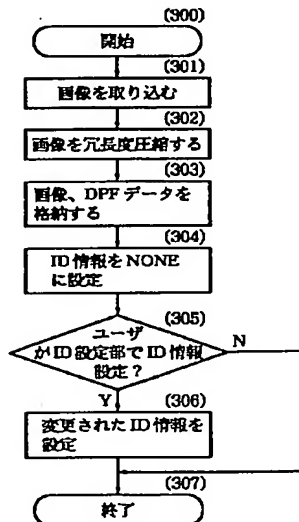 (300)
開始
(301)
画像を取り込む
(302)
画像を冗長度圧縮する
(303)
画像、DPFデータを
格納する
(304)
ID情報をNONE
に設定
(305)
ユーザ
がID設定部でID情報
設定?
N
Y
(306)
変更されたID情報を
設定
(307)
終了